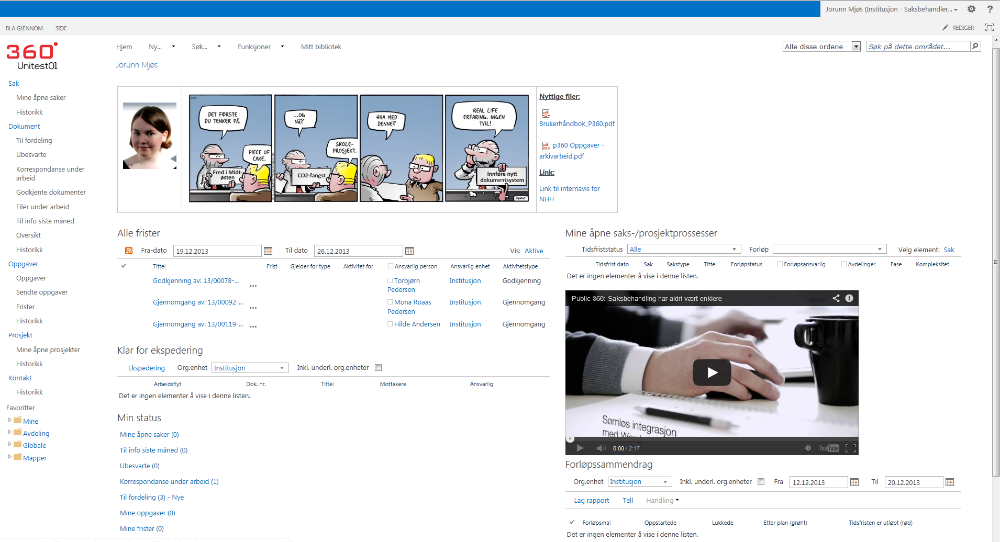 Jorunn Mjøs (Institusjon - Saksbehandler...
BLA GJENNOM SIDE
REDIGER
360°
Unitest01
Hjem Ny... Søk... Funksjoner Mitt bibliotek
Alle disse ordene
Søk på dette området...
Jorunn Mjøs
Sak
Mine åpne saker
Historikk
Dokument
Til fordeling
Ubesvarte
Korrespondanse under
arbeid
Godkjente dokumenter
Filer under arbeid
Til info siste måned
Oversikt
Historikk
Oppgaver
Oppgaver
Sendte oppgaver
Frister
Historikk
Prosjekt
Mine åpne prosjekter
Historikk
Kontakt
Historikk
Favoritter
Mine
Avdeling
Globale
Mapper
894
DET FØRSTE
DU TENKER PÅ.
PIECE OF
CAKE.
Fred i Midt-
østen
...OG
NÅ?
SKOLE-
PROSJEKT.
CO2-fangst
HVA MED
DENNE?
REAL LIFE
ERFARING. INGEN
TVIL!
Innføre nytt
dokumentsystem
BØRGE
Nyttige filer:
Brukerhåndbok_P360.pdf
p360 Oppgaver -
arkivarbeid.pdf
Link:
Link til internavis for
NHH
Alle frister
Fra-dato 19.12.2013 Til dato 26.12.2013 Vis: Aktive
Tittel Frist Gjelder for type Aktivitet for Ansvarlig person Ansvarlig enhet Aktivitetstype
Godkjenning av: 13/00078-... ... Torbjørn Institusjon Godkjenning
Pedersen
Gjennomgang av: 13/00092-... ... Mona Roaas Institusjon Gjennomgang
Pedersen
Gjennomgang av: 13/00119-... ... Hilde Andersen Institusjon Gjennomgang
Klar for ekspedering
Ekspedering Org.enhet Institusjon Inkl. underl. org.enheter
Arbeidsflyt Dok. nr. Tittel Mottakere Ansvarlig
Det er ingen elementer å vise i denne listen.
Min status
Mine åpne saker (0)
Til info siste måned (0)
Ubesvarte (0)
Korrespondanse under arbeid (1)
Til fordeling (3) - Nye
Mine oppgaver (0)
Mine frister (0)
Mine åpne saks-/prosjektprossesser
Tidsfriststatus Alle Forløp Velg element: Sak
Tidsfrist dato Sak Sakstype Tittel Forløpstatus Forløpsansvarlig Avdelinger Fase Kompleksitet
Det er ingen elementer å vise i denne listen.
Public 360: Saksbehandling har aldri vært enklere
Sømløs integrasjon
0:00 / 2:17
YouTube
Forløpssammendrag
Org.enhet Institusjon Inkl. underl. org.enheter Fra 12.12.2013 Til 20.12.2013
Lag rapport Tell Handling
Forløpsmal Oppstartede Lukkede Etter plan (grønt) Tidsfristen er utløpt (rød)
Det er ingen elementer å vise i denne listen.